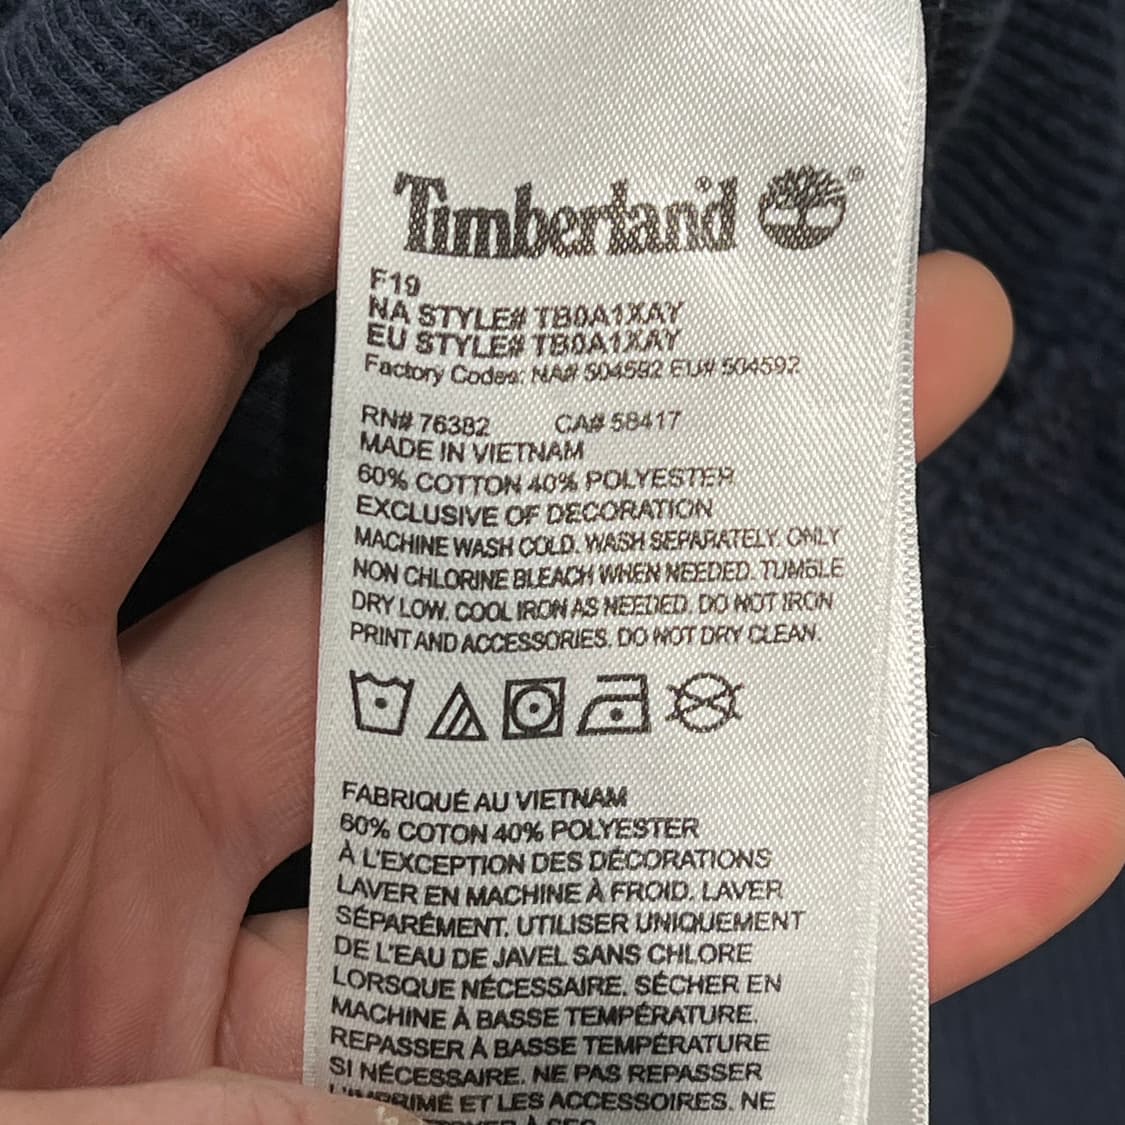 Timberland ®
F19
NA STYLE# TB0A1XAY
EU STYLE# TB0A1XAY
Factory Codes: NA# 504592 EU# 504592
RN# 76382 CA# 58417
MADE IN VIETNAM
60% COTTON 40% POLYESTER
EXCLUSIVE OF DECORATION
MACHINE WASH COLD. WASH SEPARATELY. ONLY
NON CHLORINE BLEACH WHEN NEEDED. TUMBLE
DRY LOW. COOL IRON AS NEEDED. DO NOT IRON
PRINT AND ACCESSORIES. DO NOT DRY CLEAN.
FABRIQUÉ AU VIETNAM
60% COTON 40% POLYESTER
À L'EXCEPTION DES DÉCORATIONS
LAVER EN MACHINE À FROID. LAVER
SÉPARÉMENT. UTILISER UNIQUEMENT
DE L'EAU DE JAVEL SANS CHLORE
LORSQUE NÉCESSAIRE. SÉCHER EN
MACHINE À BASSE TEMPÉRATURE.
REPASSER À BASSE TEMPÉRATURE
SI NÉCESSAIRE. NE PAS REPASSER
L'IMPRIMÉ ET LES ACCESSOIRES. NE